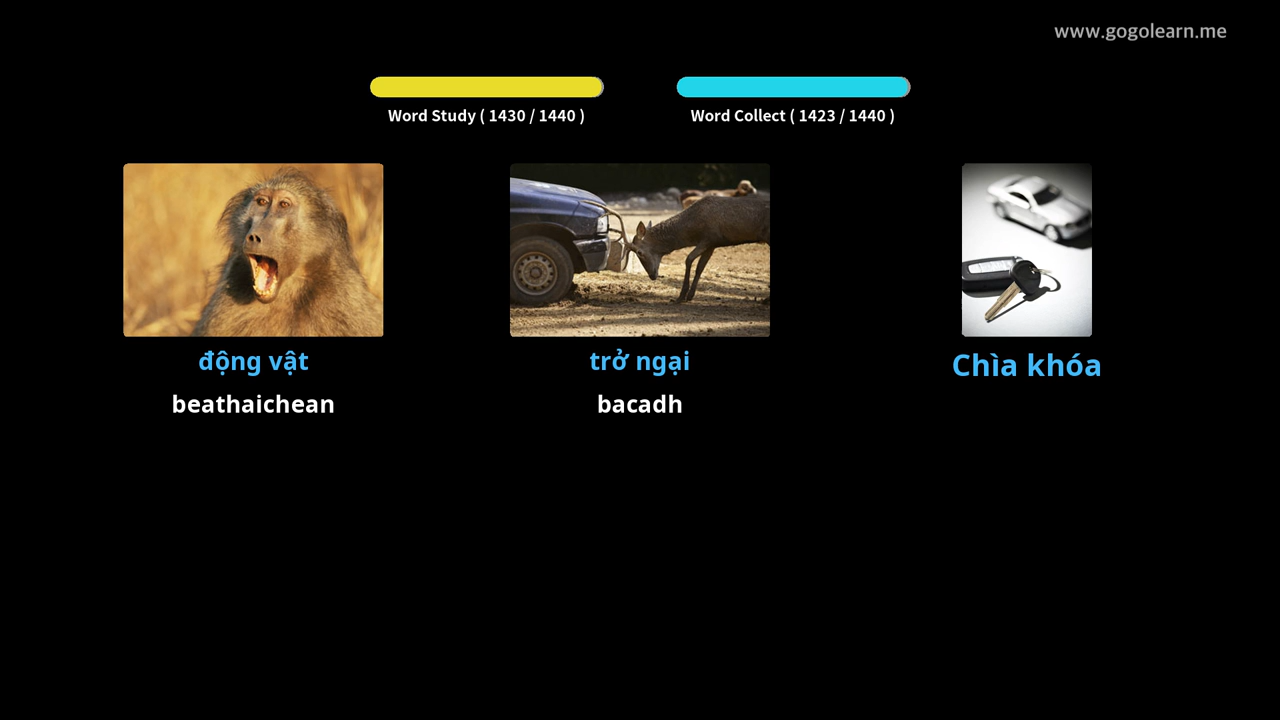 www.gogolearn.me
Word Study ( 1430 / 1440 )
Word Collect ( 1423 / 1440 )
động vật
trở ngại
Chìa khóa
beathaichean
bacadh